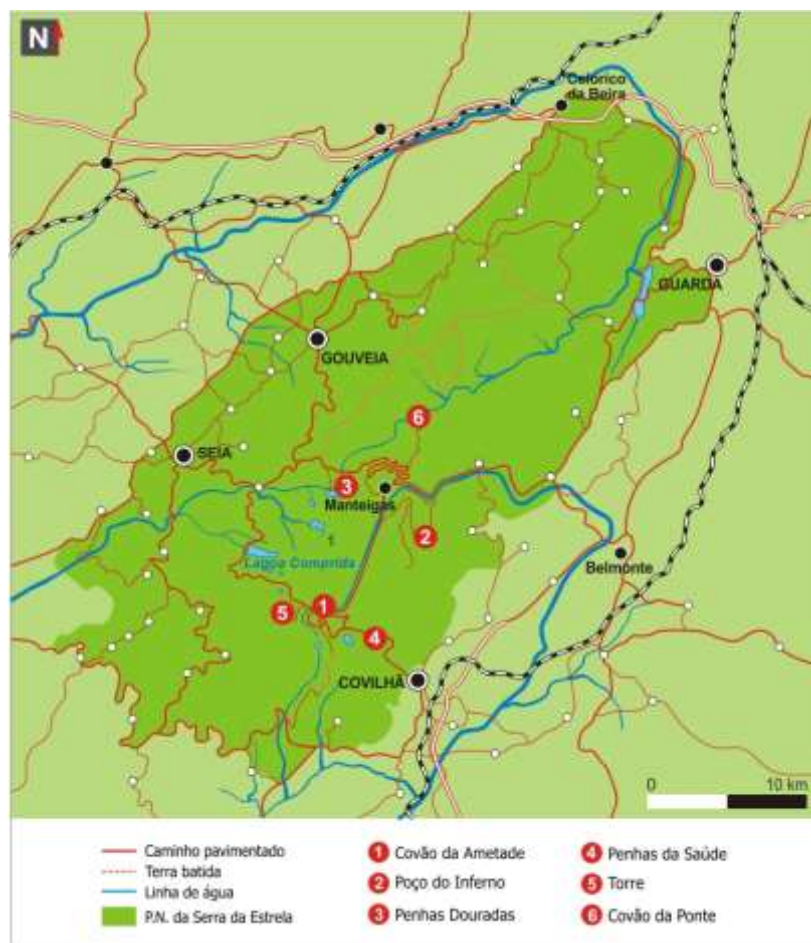 N
Celorico
da Beira
GUARDA
GOUVEIA
6
SEIA
3
Manteigas
2
1
Lagoa Comprida
Belmonte
1
5
4
COVILHÃ
0 10 km
Caminho pavimentado
Terra batida
Linha de água
P.N. da Serra da Estrela
1 Covão da Ametade
2 Poço do Inferno
3 Penhas Douradas
4 Penhas da Saúde
5 Torre
6 Covão da Ponte